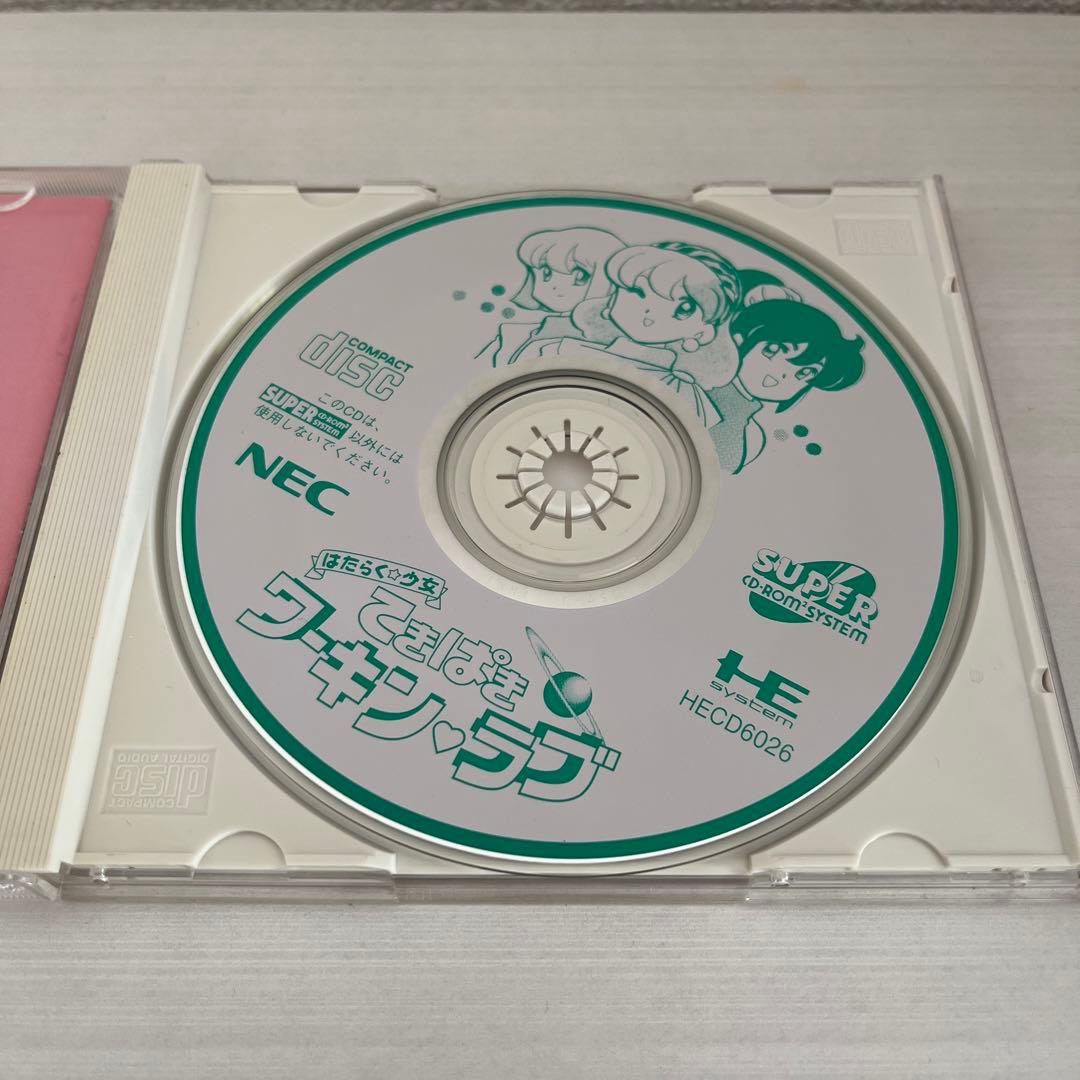 COMPACT
disc
このCDは、
SUPER CD-ROM² SYSTEM 以外には
使用しないでください。
NEC
はたらく☆少女
てきぱき
ワーキン♡ラブ
SUPER
CD-ROM² SYSTEM
HE
system
HECD6026
disc
COMPACT
disc
DIGITAL AUDIO